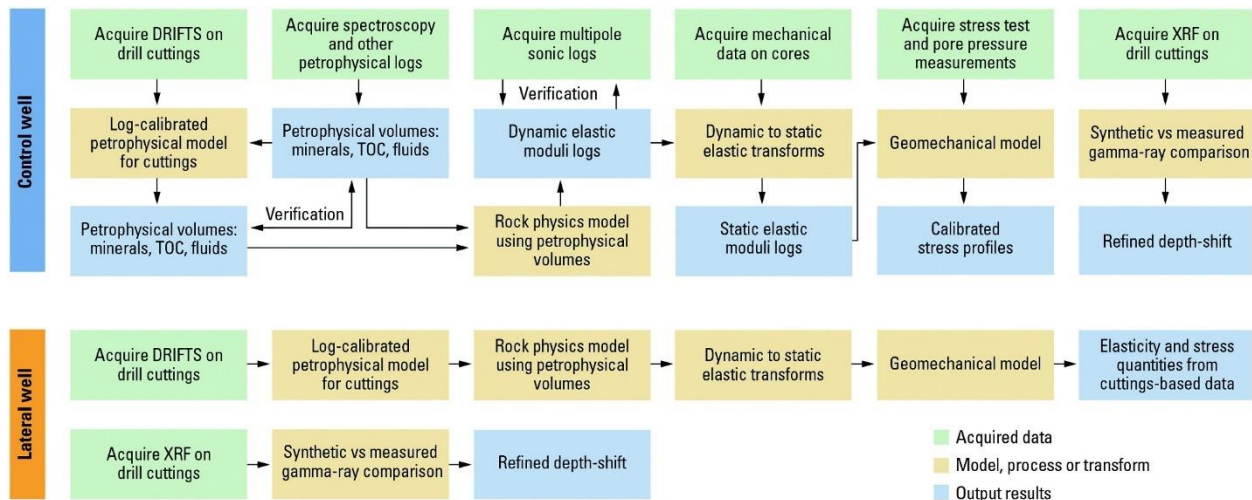 Control well
Acquire DRIFTS on
drill cuttings
Acquire spectroscopy
and other
petrophysical logs
Acquire multipole
sonic logs
Acquire mechanical
data on cores
Acquire stress test
and pore pressure
measurements
Acquire XRF on
drill cuttings
Verification
Log-calibrated
petrophysical model
for cuttings
Petrophysical volumes:
minerals, TOC, fluids
Dynamic elastic
moduli logs
Dynamic to static
elastic transforms
Geomechanical model
Synthetic vs measured
gamma-ray comparison
Verification
Petrophysical volumes:
minerals, TOC, fluids
Rock physics model
using petrophysical
volumes
Static elastic
moduli logs
Calibrated
stress profiles
Refined depth-shift
Lateral well
Acquire DRIFTS on
drill cuttings
Log-calibrated
petrophysical model
for cuttings
Rock physics model
using petrophysical
volumes
Dynamic to static
elastic transforms
Geomechanical model
Elasticity and stress
quantities from
cuttings-based data
Acquire XRF on
drill cuttings
Synthetic vs measured
gamma-ray comparison
Refined depth-shift
Acquired data
Model, process or transform
Output results